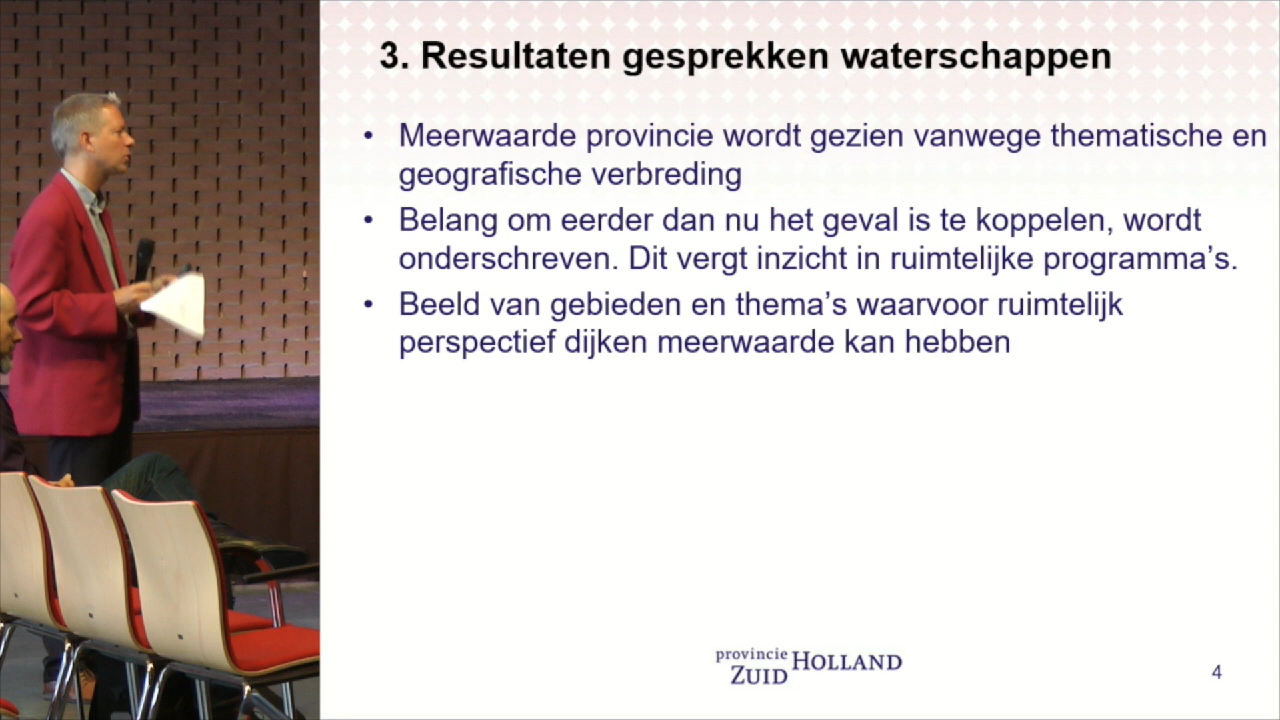 3. Resultaten gesprekken waterschappen
• Meerwaarde provincie wordt gezien vanwege thematische en
geografische verbreding
• Belang om eerder dan nu het geval is te koppelen, wordt
onderschreven. Dit vergt inzicht in ruimtelijke programma’s.
• Beeld van gebieden en thema’s waarvoor ruimtelijk
perspectief dijken meerwaarde kan hebben
provincie
ZUID HOLLAND
4